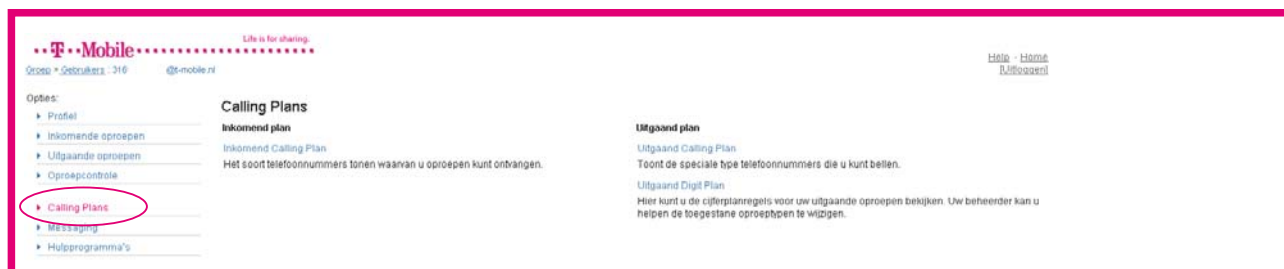 Life is for sharing.
··T··Mobile
Groep > Gebruikers : 316 @t-mobile.nl
Help - Home
[Uitloggen]
Opties:
Profiel
Inkomende oproepen
Uitgaande oproepen
Oproepcontrole
Calling Plans
Messaging
Hulpprogramma's
Calling Plans
Inkomend plan
Inkomend Calling Plan
Het soort telefoonnummers tonen waarvan u oproepen kunt ontvangen.
Uitgaand plan
Uitgaand Calling Plan
Toont de speciale type telefoonnummers die u kunt bellen.
Uitgaand Digit Plan
Hier kunt u de cijferplanregels voor uw uitgaande oproepen bekijken. Uw beheerder kan u
helpen de toegestane oproeptypen te wijzigen.